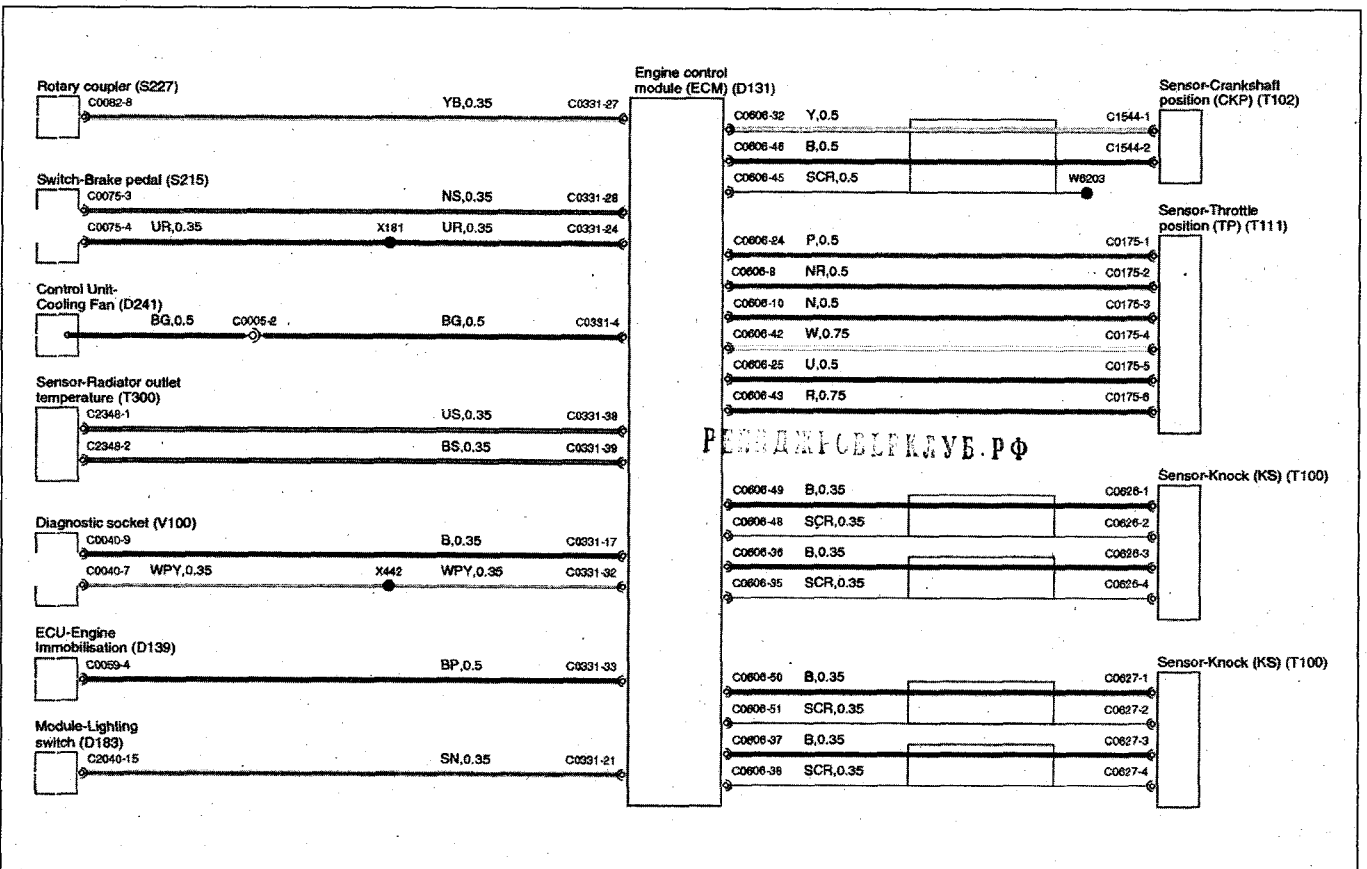 Rotary coupler (S227)
C0082-8 YB,0.35 C0331-27
Switch-Brake pedal (S215)
C0075-3 NS,0.35 C0331-28
C0075-4 UR,0.35 X181 UR,0.35 C0331-24
Control Unit-
Cooling Fan (D241)
BG,0.5 C0005-2 BG,0.5 C0331-4
Sensor-Radiator outlet
temperature (T300)
C2348-1 US,0.35 C0331-38
C2348-2 BS,0.35 C0331-39
Diagnostic socket (V100)
C0040-9 B,0.35 C0331-17
C0040-7 WPY,0.35 X442 WPY,0.35 C0331-32
ECU-Engine
Immobilisation (D139)
C0059-4 BP,0.5 C0331-33
Module-Lighting
switch (D183)
C2040-15 SN,0.35 C0331-21
Engine control
module (ECM) (D131)
Sensor-Crankshaft
position (CKP) (T102)
C0606-32 Y,0.5 C1544-1
C0606-46 B,0.5 C1544-2
C0606-45 SCR,0.5 W6203
Sensor-Throttle
position (TP) (T111)
C0606-24 P,0.5 C0175-1
C0606-8 NR,0.5 C0175-2
C0606-10 N,0.5 C0175-3
C0606-42 W,0.75 C0175-4
C0606-25 U,0.5 C0175-5
C0606-43 R,0.75 C0175-6
Sensor-Knock (KS) (T100)
C0606-49 B,0.35 C0626-1
C0606-48 SCR,0.35 C0626-2
C0606-36 B,0.35 C0626-3
C0606-35 SCR,0.35 C0626-4
Sensor-Knock (KS) (T100)
C0606-50 B,0.35 C0627-1
C0606-51 SCR,0.35 C0627-2
C0606-37 B,0.35 C0627-3
C0606-38 SCR,0.35 C0627-4